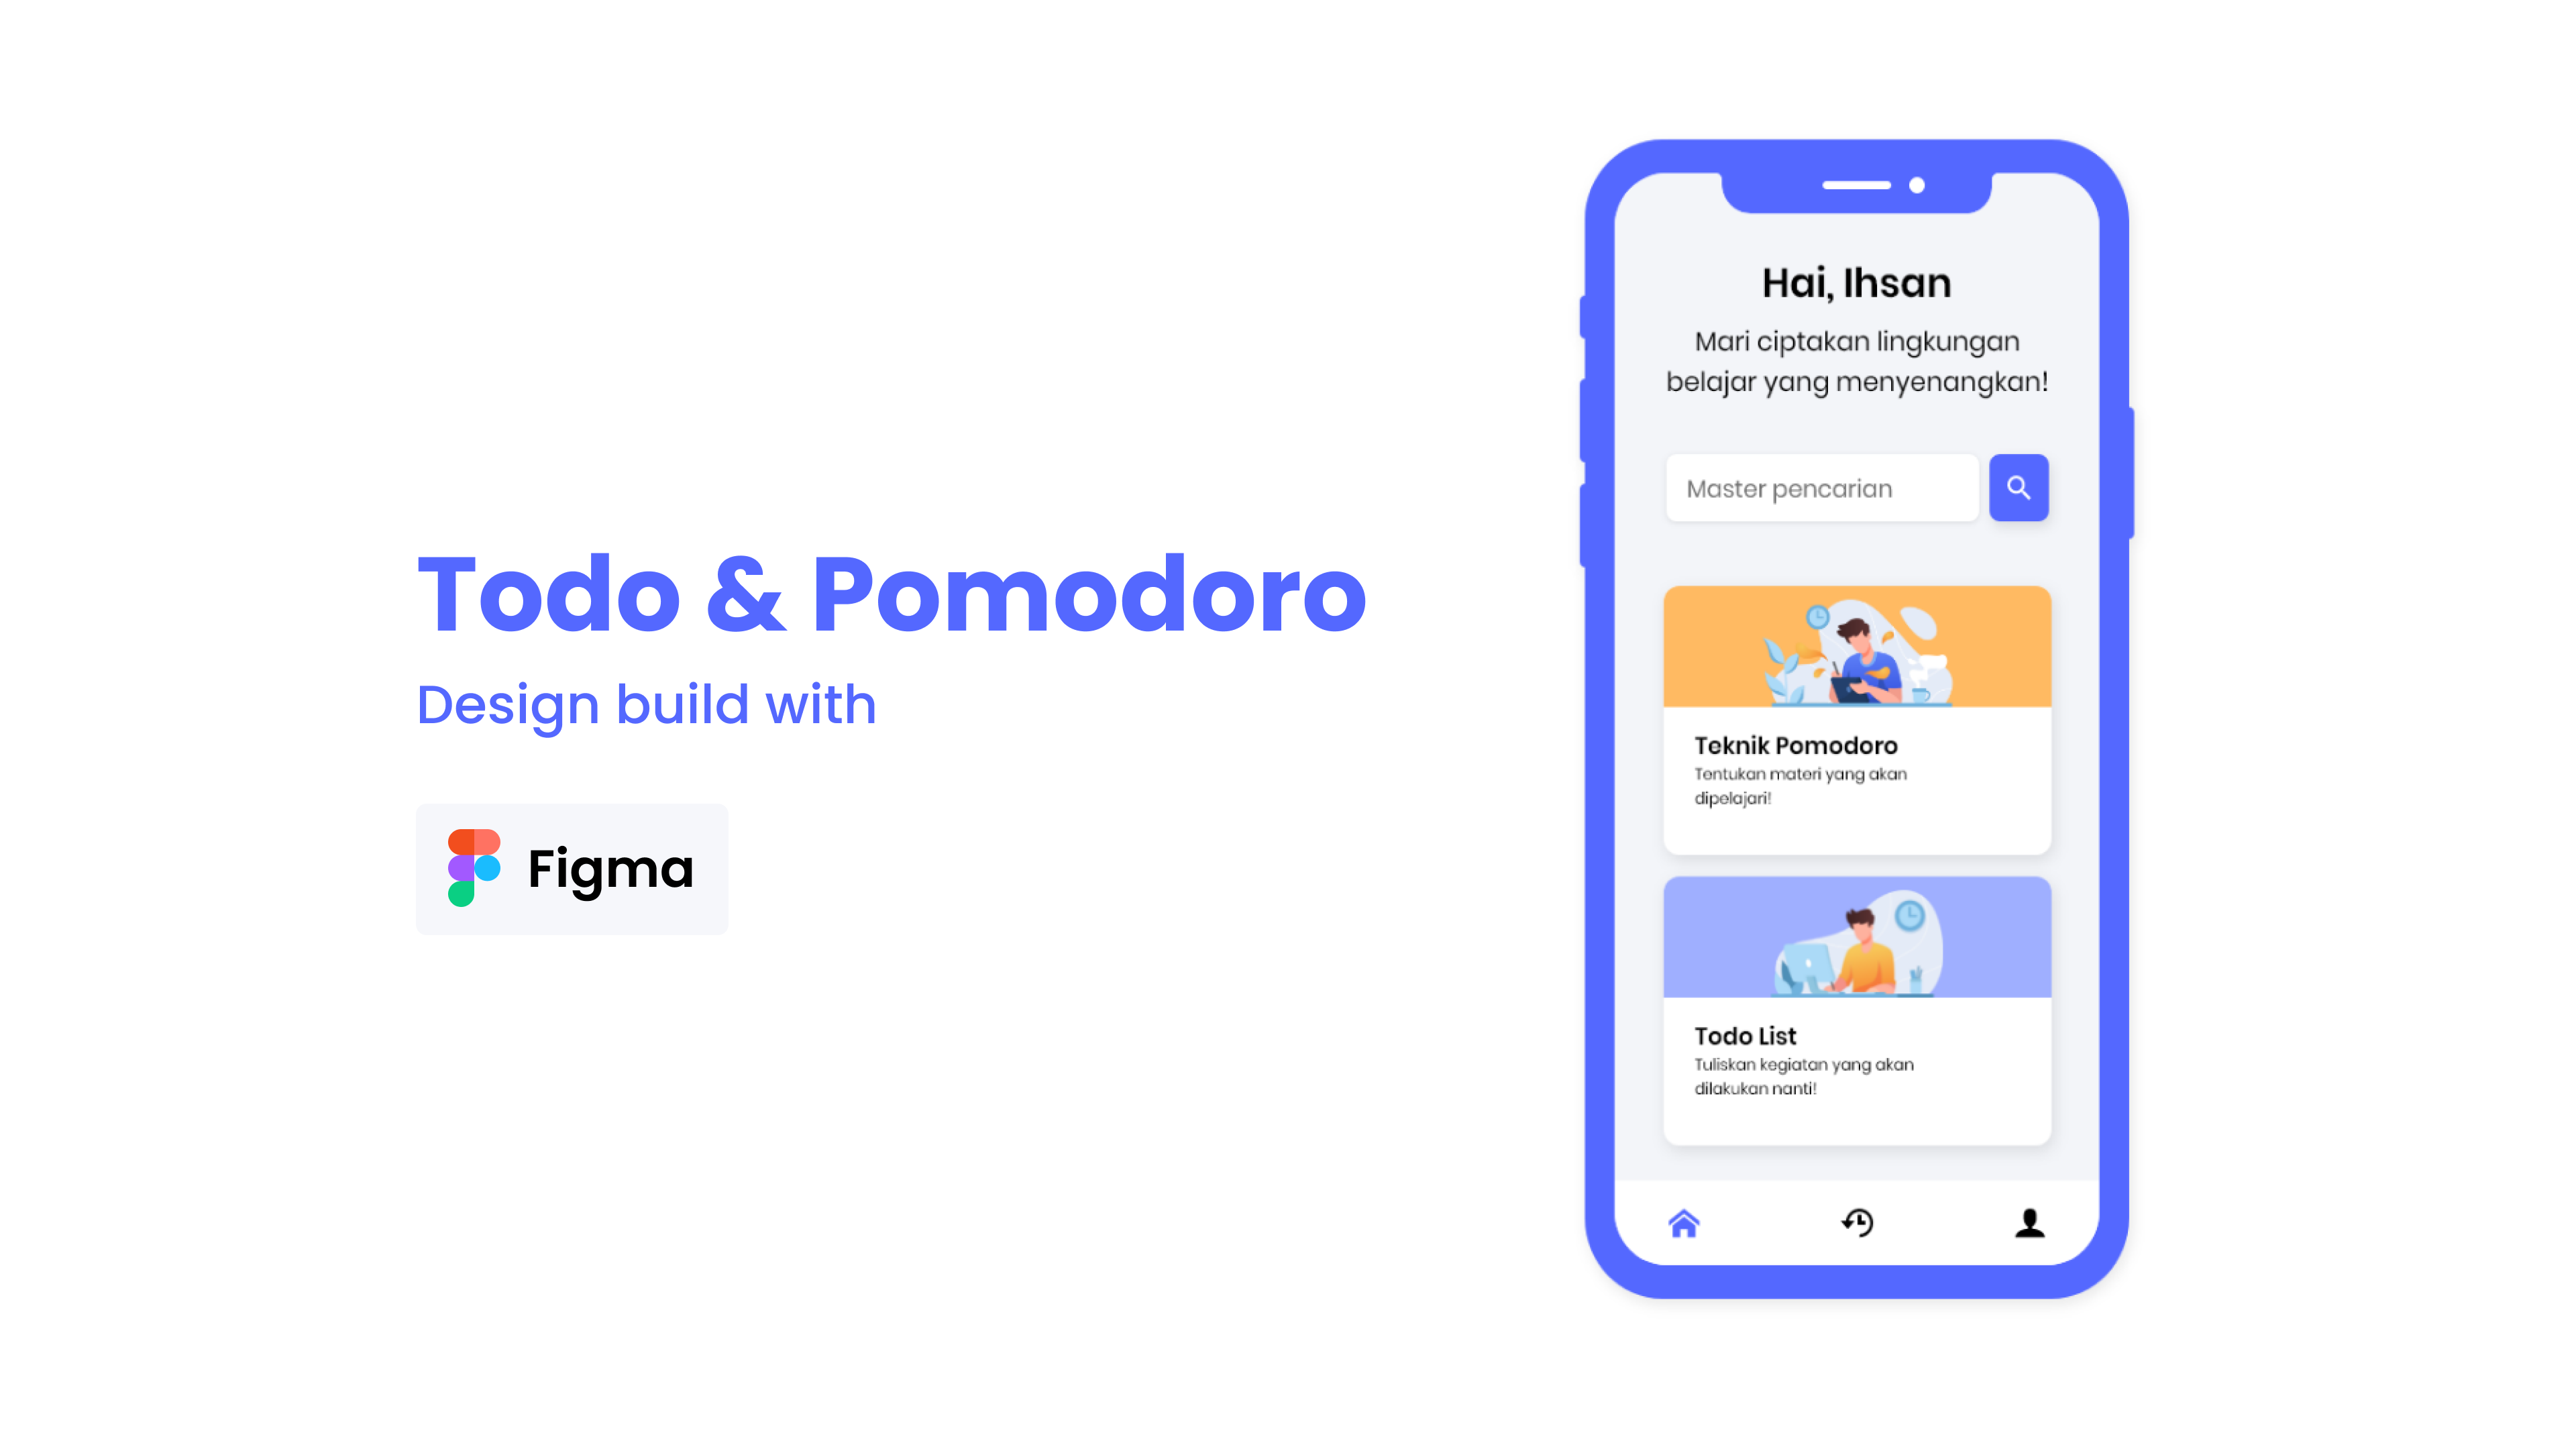 Todo & Pomodoro
Design build with
Figma
Hai, Ihsan
Mari ciptakan lingkungan
belajar yang menyenangkan!
Master pencarian
Teknik Pomodoro
Tentukan materi yang akan
dipelajari!
Todo List
Tuliskan kegiatan yang akan
dilakukan nanti!